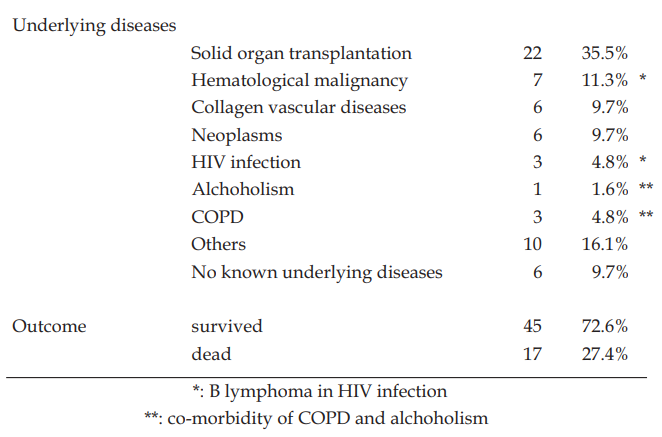 Underlying diseases
Solid organ transplantation 22 35.5%
Hematological malignancy 7 11.3% *
Collagen vascular diseases 6 9.7%
Neoplasms 6 9.7%
HIV infection 3 4.8% *
Alchoholism 1 1.6% **
COPD 3 4.8% **
Others 10 16.1%
No known underlying diseases 6 9.7%
Outcome survived 45 72.6%
dead 17 27.4%
*: B lymphoma in HIV infection
**: co-morbidity of COPD and alchoholism